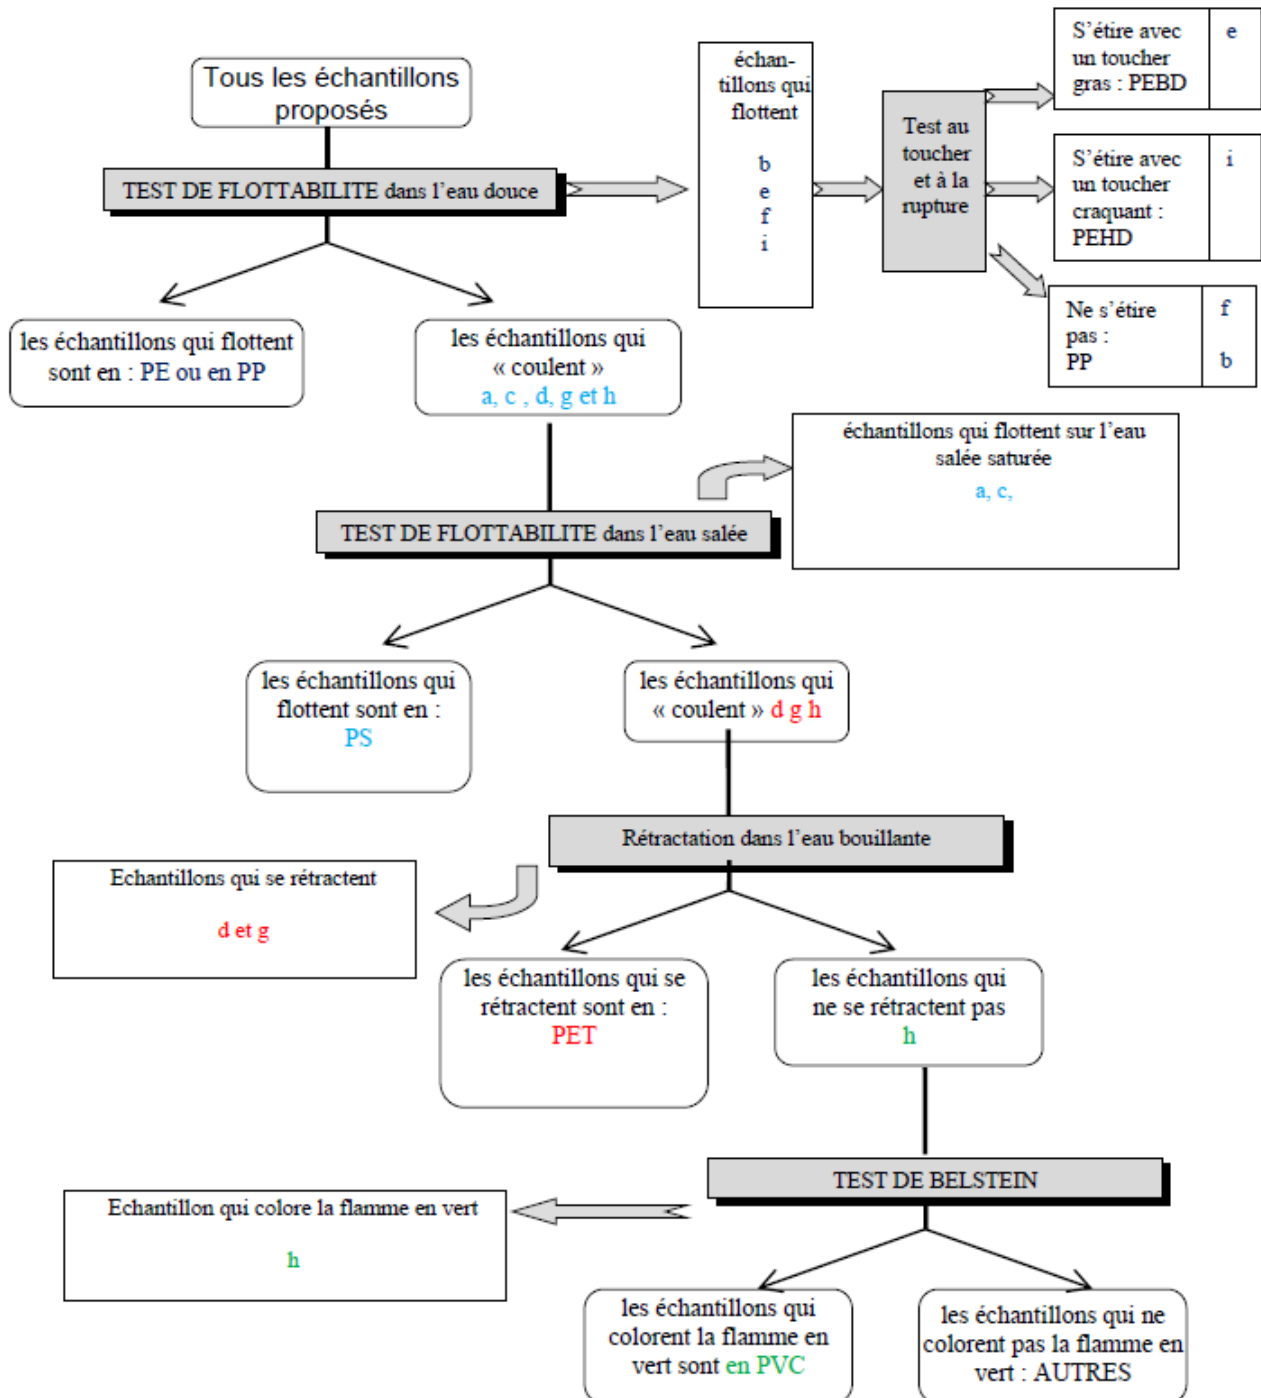 Tous les échantillons
proposés
TEST DE FLOTTABILITE dans l'eau douce
échan-
tillons qui
flottent
b
e
f
i
Test au
toucher
et à la
rupture
S'étire avec
un toucher
gras : PEBD
e
S'étire avec
un toucher
craquant :
PEHD
i
Ne s'étire
pas :
PP
f
b
les échantillons qui flottent
sont en : PE ou en PP
les échantillons qui
« coulent »
a, c , d, g et h
échantillons qui flottent sur l'eau
salée saturée
a, c,
TEST DE FLOTTABILITE dans l'eau salée
les échantillons qui
flottent sont en :
PS
les échantillons qui
« coulent » d g h
Rétractation dans l'eau bouillante
Echantillons qui se rétractent
d et g
les échantillons qui se
rétractent sont en :
PET
les échantillons qui
ne se rétractent pas
h
TEST DE BELSTEIN
Echantillon qui colore la flamme en vert
h
les échantillons qui
colorent la flamme en
vert sont en PVC
les échantillons qui ne
colorent pas la flamme en
vert : AUTRES